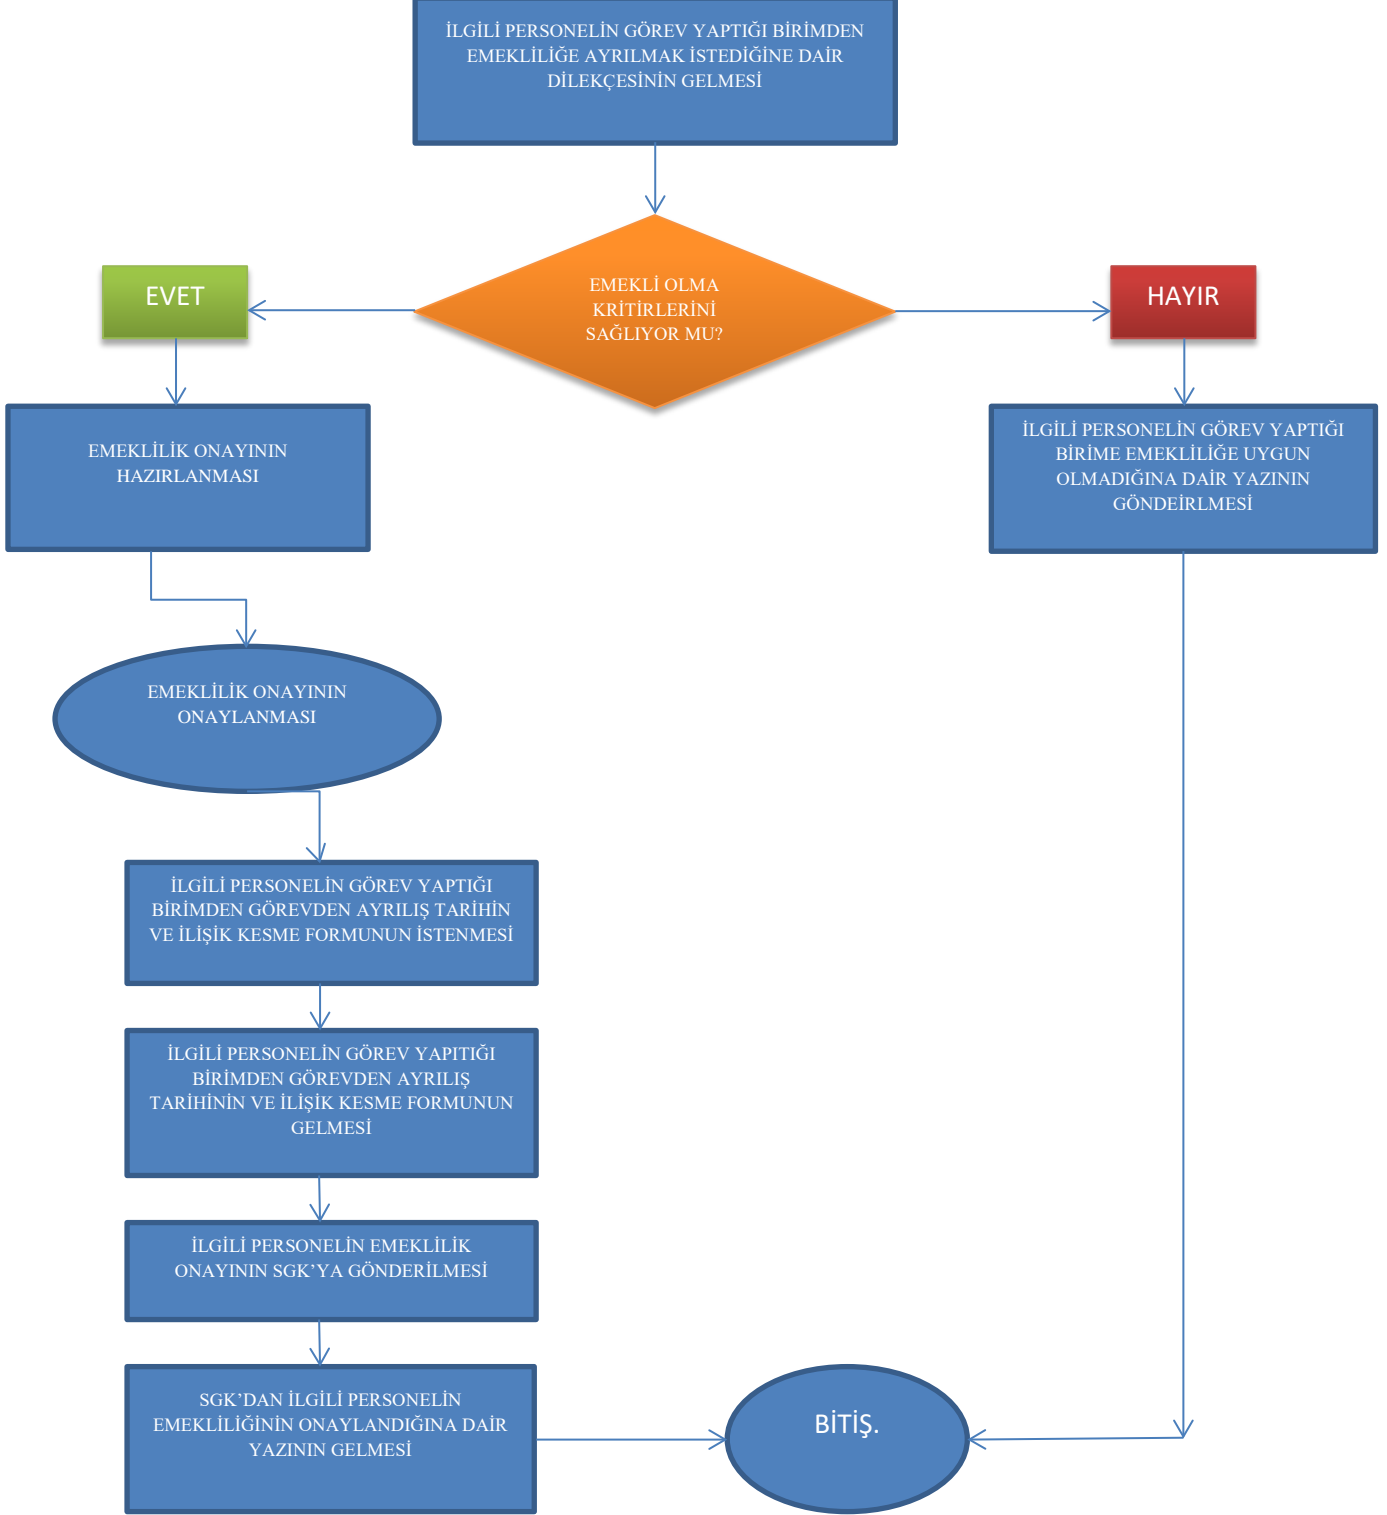 İLGİLİ PERSONELİN GÖREV YAPTIĞI BİRİMDEN
EMEKLİLİĞE AYRILMAK İSTEDİĞİNE DAİR
DİLEKÇESİNİN GELMESİ
EVET
EMEKLİ OLMA
KRİTİRLERİNİ
SAĞLIYOR MU?
HAYIR
EMEKLİLİK ONAYININ
HAZIRLANMASI
İLGİLİ PERSONELİN GÖREV YAPTIĞI
BİRİME EMEKLİLİĞE UYGUN
OLMADIĞINA DAİR YAZININ
GÖNDEİRLMESİ
EMEKLİLİK ONAYININ
ONAYLANMASI
İLGİLİ PERSONELİN GÖREV YAPTIĞI
BİRİMDEN GÖREVDEN AYRILIŞ TARİHİN
VE İLİŞİK KESME FORMUNUN İSTENMESİ
İLGİLİ PERSONELİN GÖREV YAPITIĞI
BİRİMDEN GÖREVDEN AYRILIŞ
TARİHİNİN VE İLİŞİK KESME FORMUNUN
GELMESİ
İLGİLİ PERSONELİN EMEKLİLİK
ONAYININ SGK’YA GÖNDERİLMESİ
SGK’DAN İLGİLİ PERSONELİN
EMEKLİLİĞİNİN ONAYLANDIĞINA DAİR
YAZININ GELMESİ
BİTİŞ.